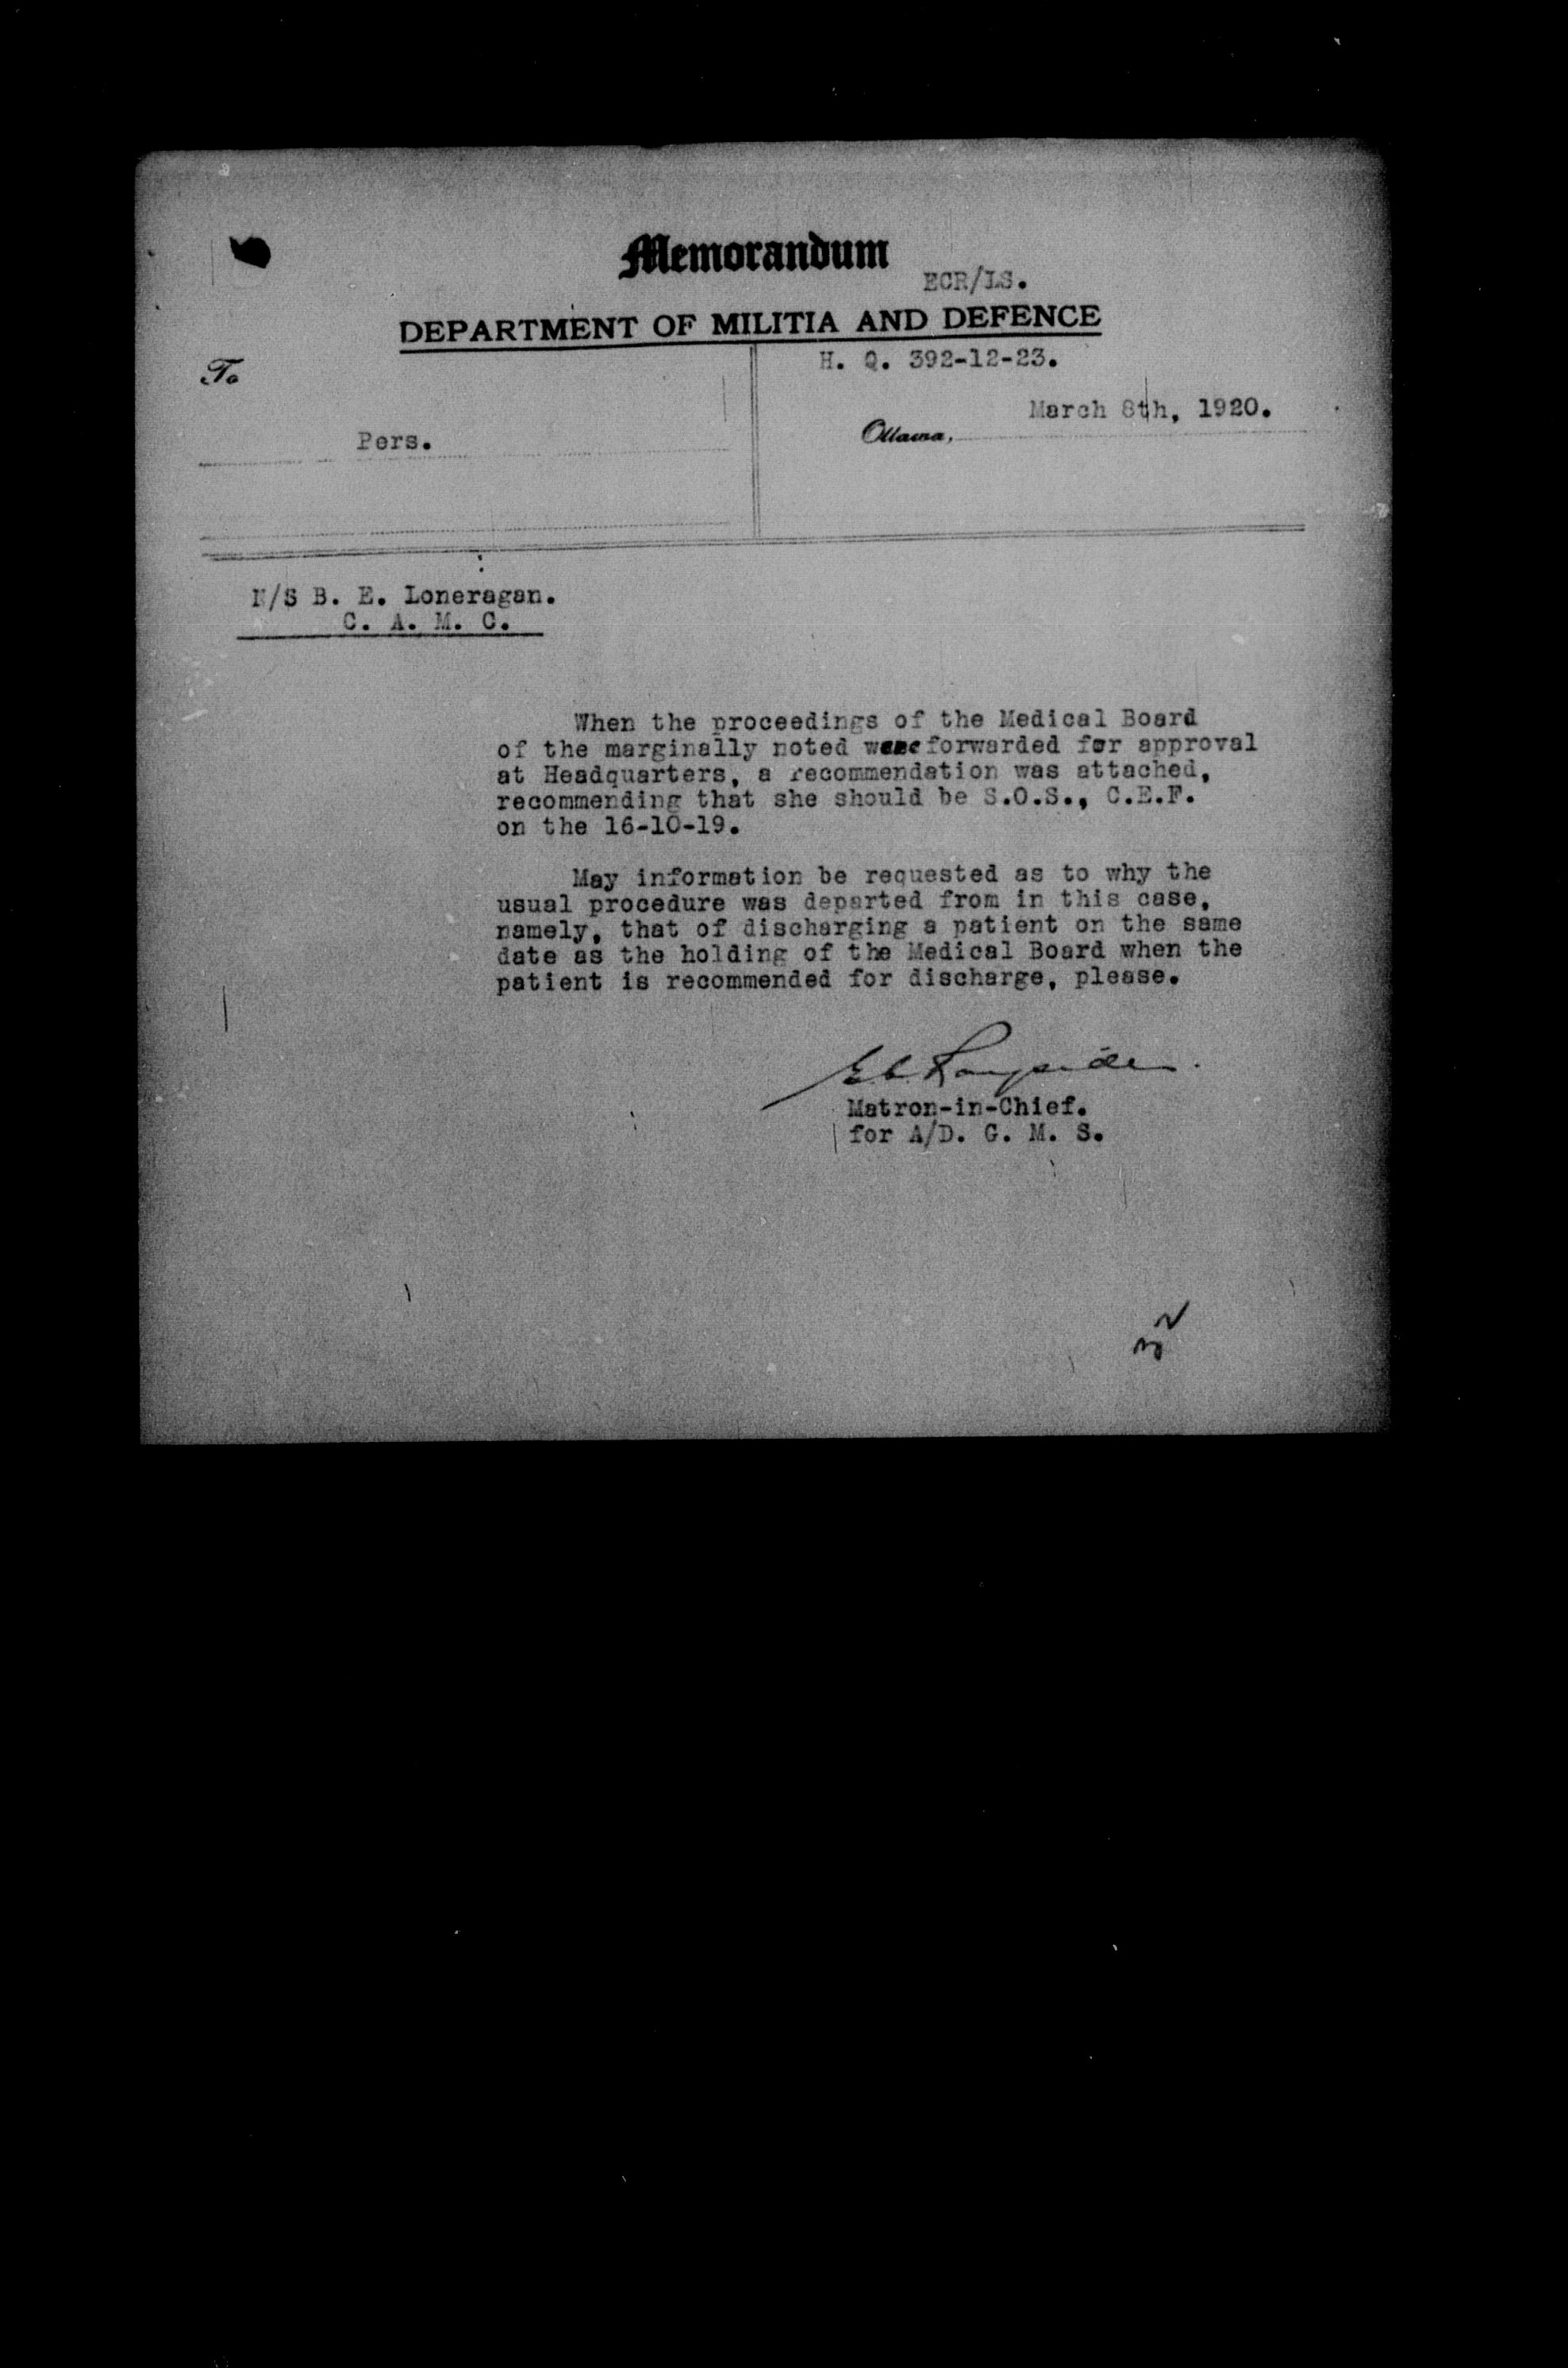 Memorandum
ECR/LS.
DEPARTMENT OF MILITIA AND DEFENCE
H. Q. 392-12-23.
To
March 8th, 1920.
Ottawa,
Pers.
N/S B. E. Loneragan.
C. A. M. C.
When the proceedings of the Medical Board
of the marginally noted were forwarded for approval
at Headquarters, a recommendation was attached,
recommending that she should be S.O.S., C.E.F.
on the 16-10-19.
May information be requested as to why the
usual procedure was departed from in this case,
namely, that of discharging a patient on the same
date as the holding of the Medical Board when the
patient is recommended for discharge, please.
Matron-in-Chief.
for A/D. G. M. S.